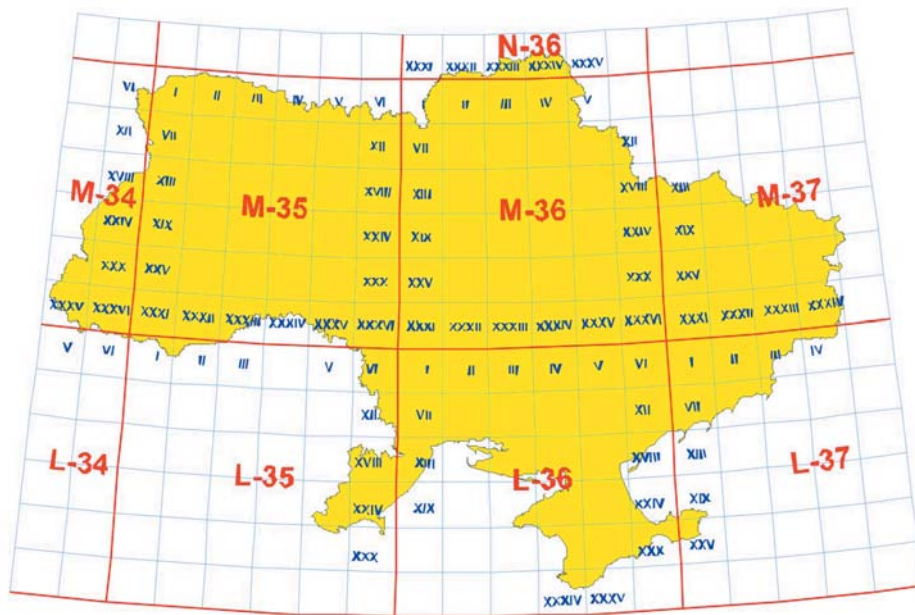 N-36
XXXI XXXII XXXIII XXXIV XXXV
VI I II III IV V VI I II III IV V
XII VII XII VII XII
XVIII XIII XVIII XIII XVIII XIII
M-34 M-35 M-36 M-37
XXIV XIX XXIV XIX XXIV XIX
XXX XXV XXX XXV XXX XXV
XXXV XXXVI XXXI XXXII XXXIII XXXIV XXXV XXXVI XXXI XXXII XXXIII XXXIV XXXV XXXVI XXXI XXXII XXXIII XXXIV
V VI I II III V VI I II III IV V VI I II III IV
XII VII XII VII
XVIII XIII XVIII XIII
L-34 L-35 L-36 L-37
XXIV XIX XXIV XIX
XXX XXX XXV
XXXIV XXXV